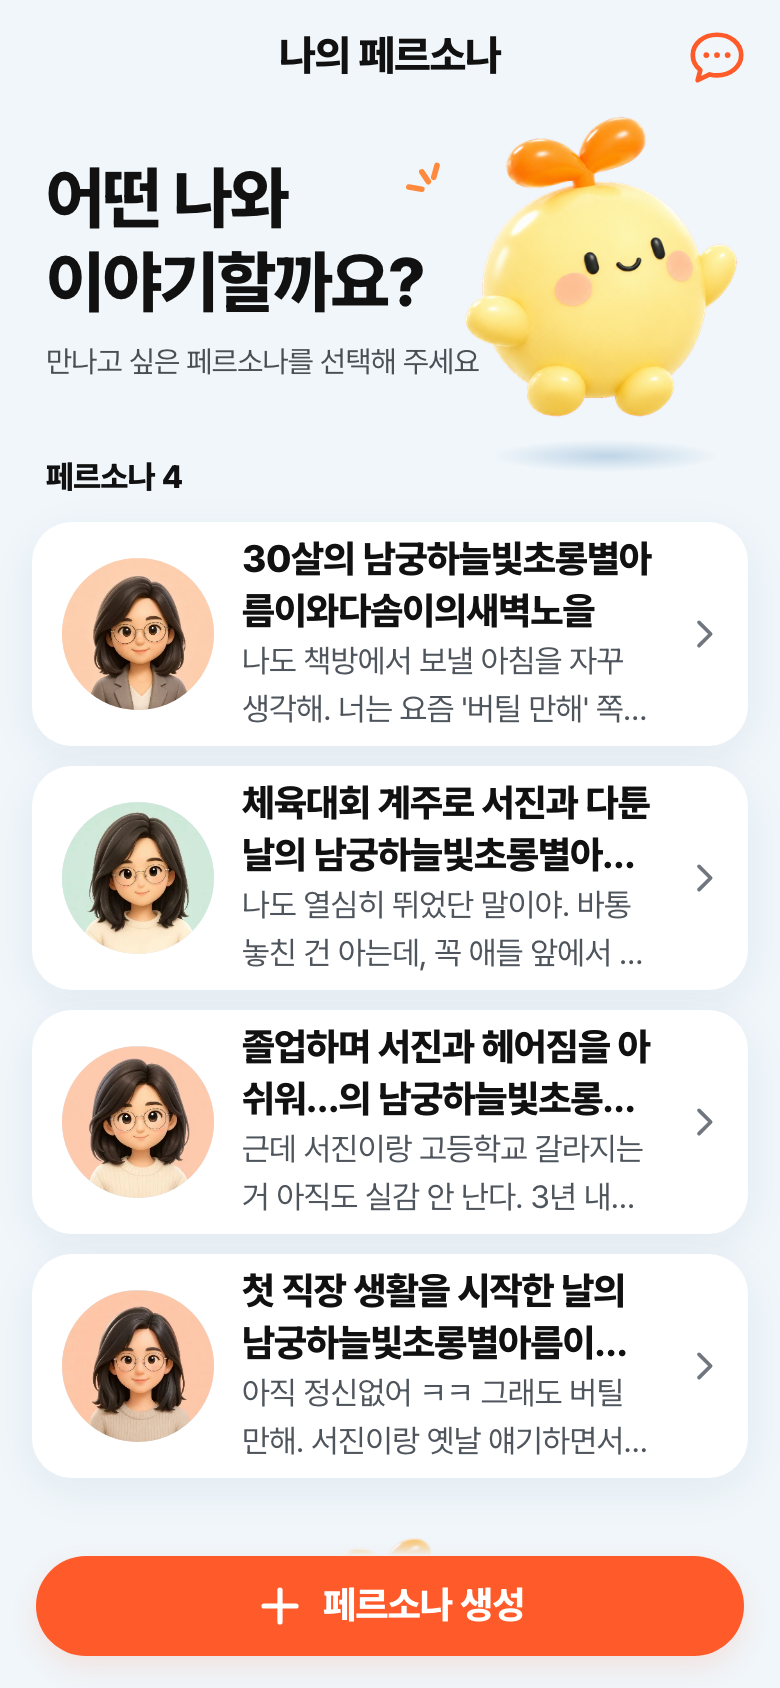 나의 페르소나
어떤 나와
이야기할까요?
만나고 싶은 페르소나를 선택해 주세요
페르소나 4
30살의 남궁하늘빛초롱별아
름이와다솜이의새벽노을
나도 책방에서 보낼 아침을 자꾸
생각해. 너는 요즘 '버틸 만해' 쪽...
체육대회 계주로 서진과 다툰
날의 남궁하늘빛초롱별아...
나도 열심히 뛰었단 말이야. 바통
놓친 건 아는데, 꼭 애들 앞에서 ...
졸업하며 서진과 헤어짐을 아
쉬워...의 남궁하늘빛초롱...
근데 서진이랑 고등학교 갈라지는
거 아직도 실감 안 난다. 3년 내...
첫 직장 생활을 시작한 날의
남궁하늘빛초롱별아름이...
아직 정신없어 ㅋㅋ 그래도 버틸
만해. 서진이랑 옛날 얘기하면서...
페르소나 생성